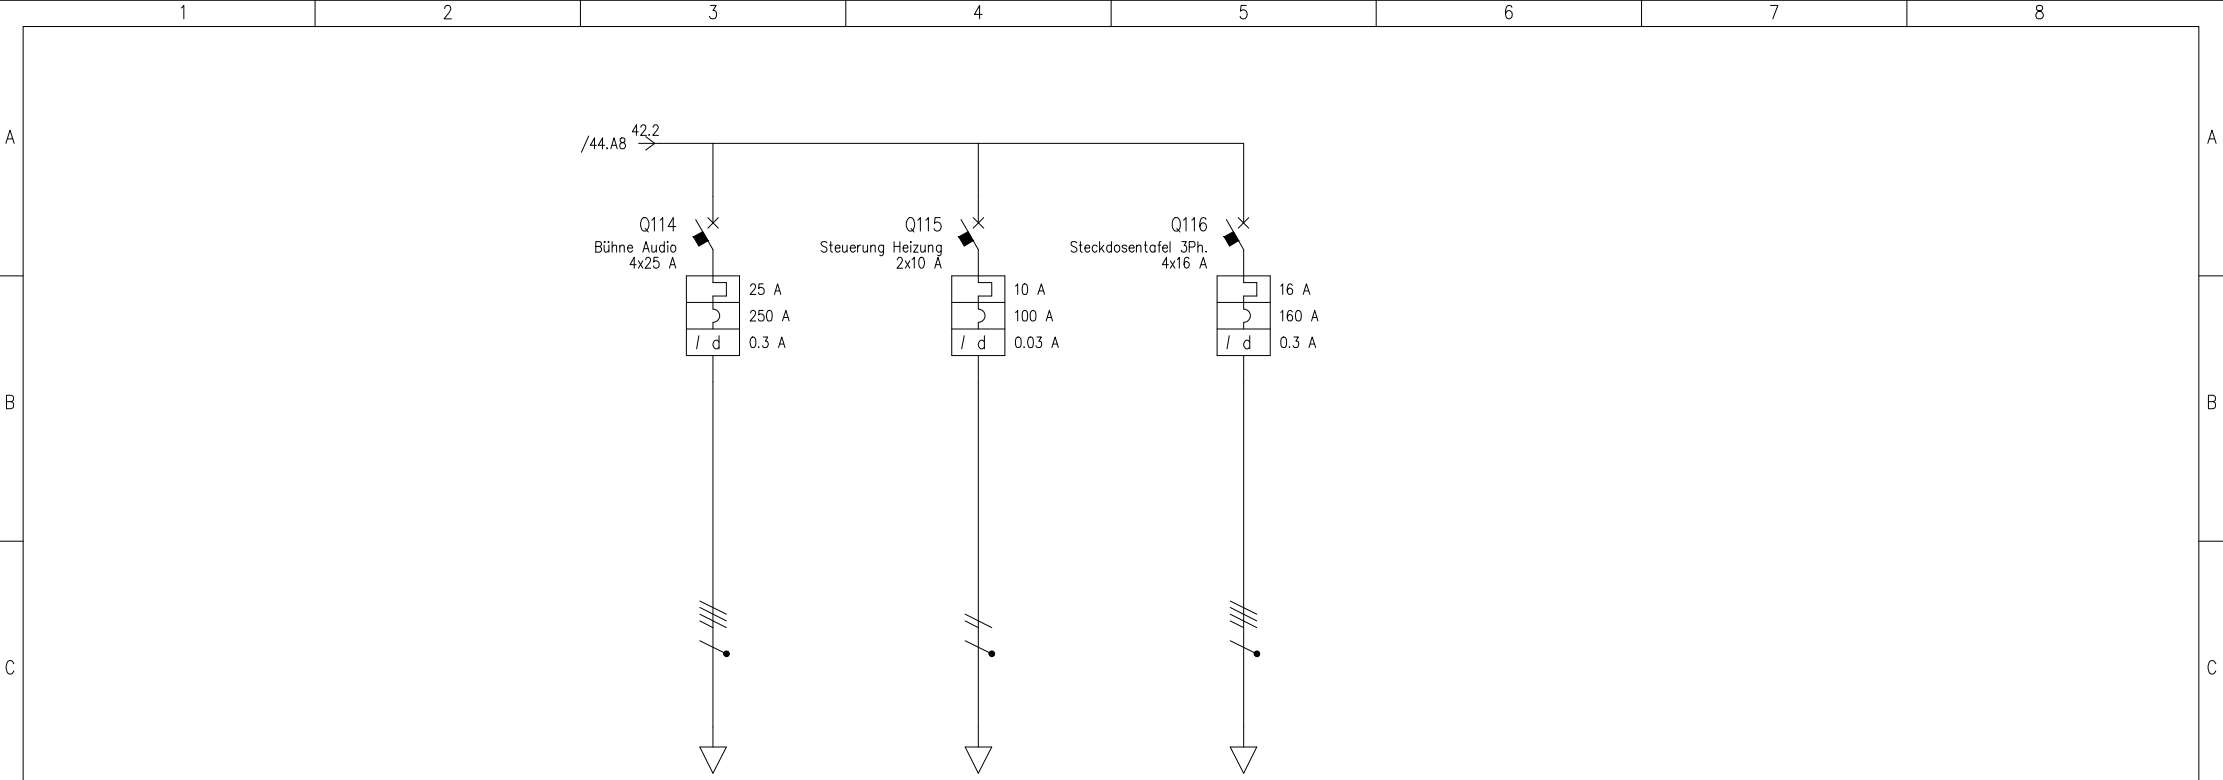 1 2 3 4 5 6 7 8
A A
42.2
/44.A8
Q114
Bühne Audio
4x25 A
25 A
250 A
I d 0.3 A
Q115
Steuerung Heizung
2x10 A
10 A
100 A
I d 0.03 A
Q116
Steckdosentafel 3Ph.
4x16 A
16 A
160 A
I d 0.3 A
B B
C C